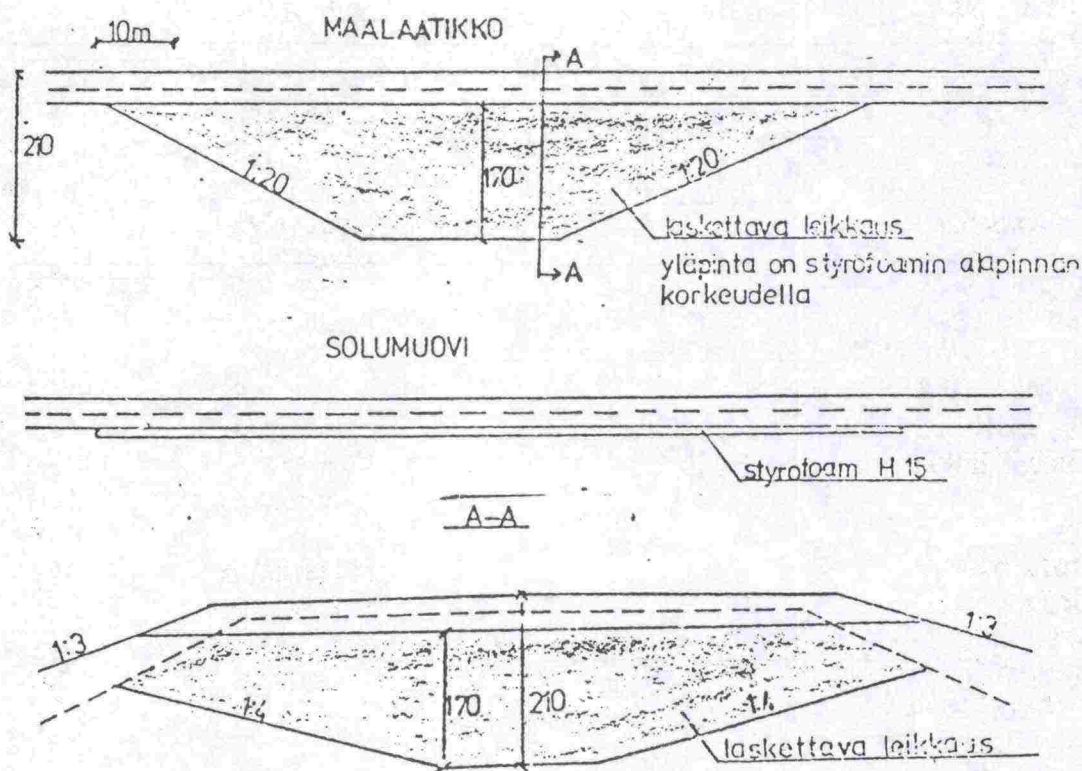 MAALAATIKKO
10m
A
210
1:20
170
1:20
laskettava leikkaus
yläpinta on styrofoamin alapinnan
korkeudella
A
SOLUMUOVI
styrofoam H 15
A-A
1:3
1:3
1:4
170
210
1:4
laskettava leikkaus